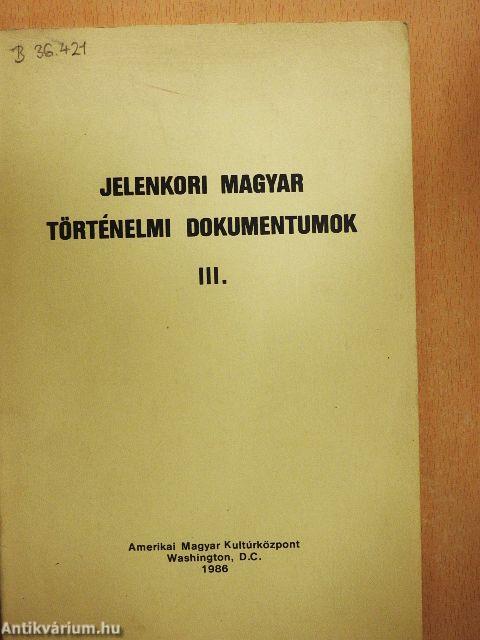 B 36.421
JELENKORI MAGYAR
TÖRTÉNELMI DOKUMENTUMOK
III.
Amerikai Magyar Kultúrközpont
Washington, D.C.
1986
Antikvárium.hu